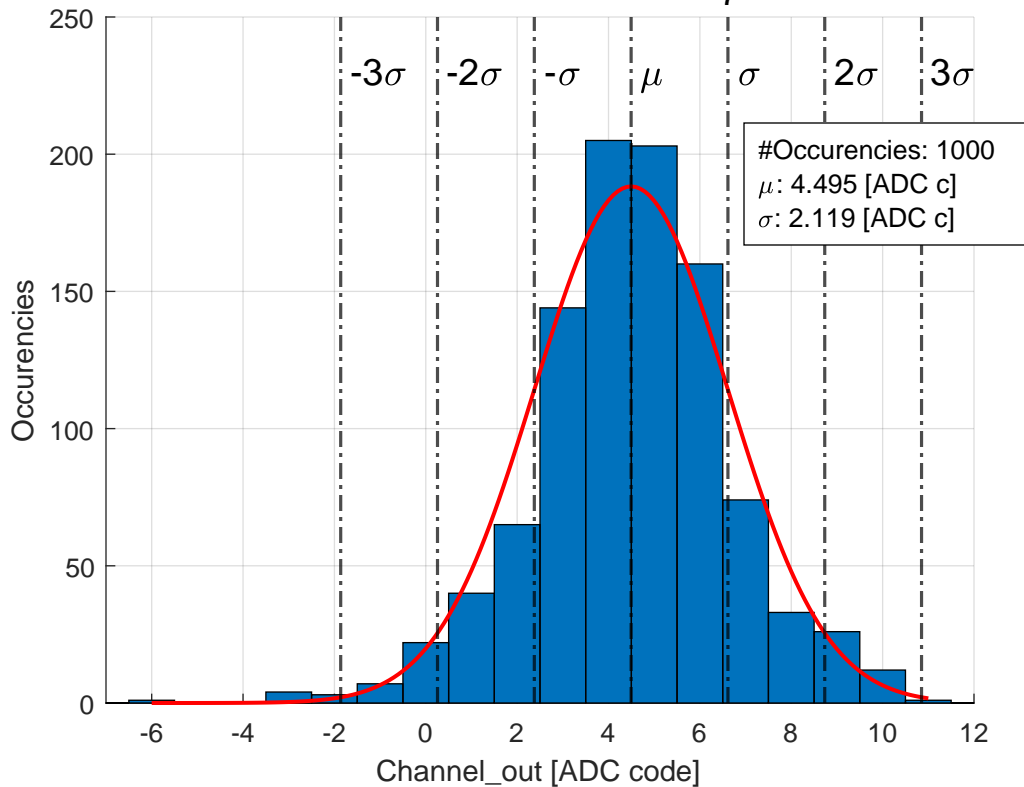 250
200
150
100
50
0
Occurencies
-3σ
-2σ
-σ
μ
σ
2σ
3σ
#Occurencies: 1000
μ: 4.495 [ADC c]
σ: 2.119 [ADC c]
-6 -4 -2 0 2 4 6 8 10 12
Channel_out [ADC code]